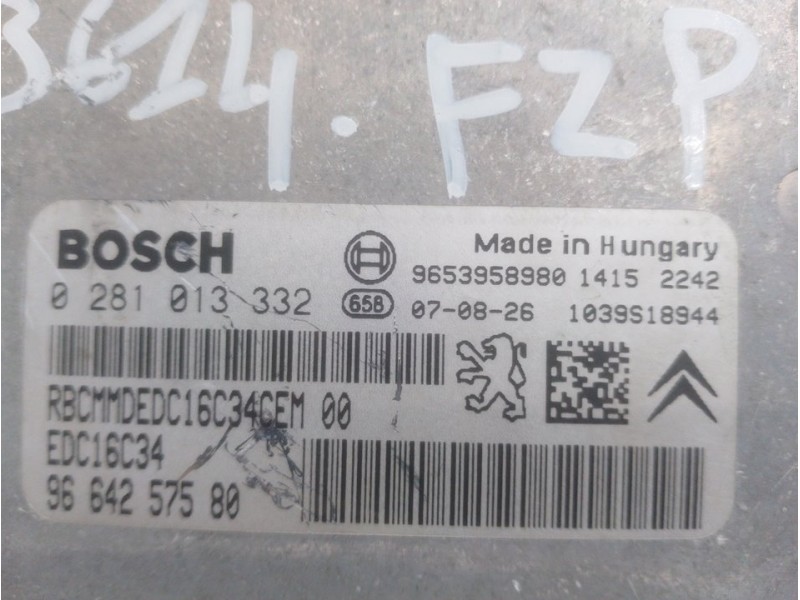 3614.FZP
BOSCH
Made in Hungary
9653958980 1415 2242
0 281 013 332
658
07-08-26 1039S18944
RBCMMDEDC16C34GEM 00
EDC16C34
96 642 575 80